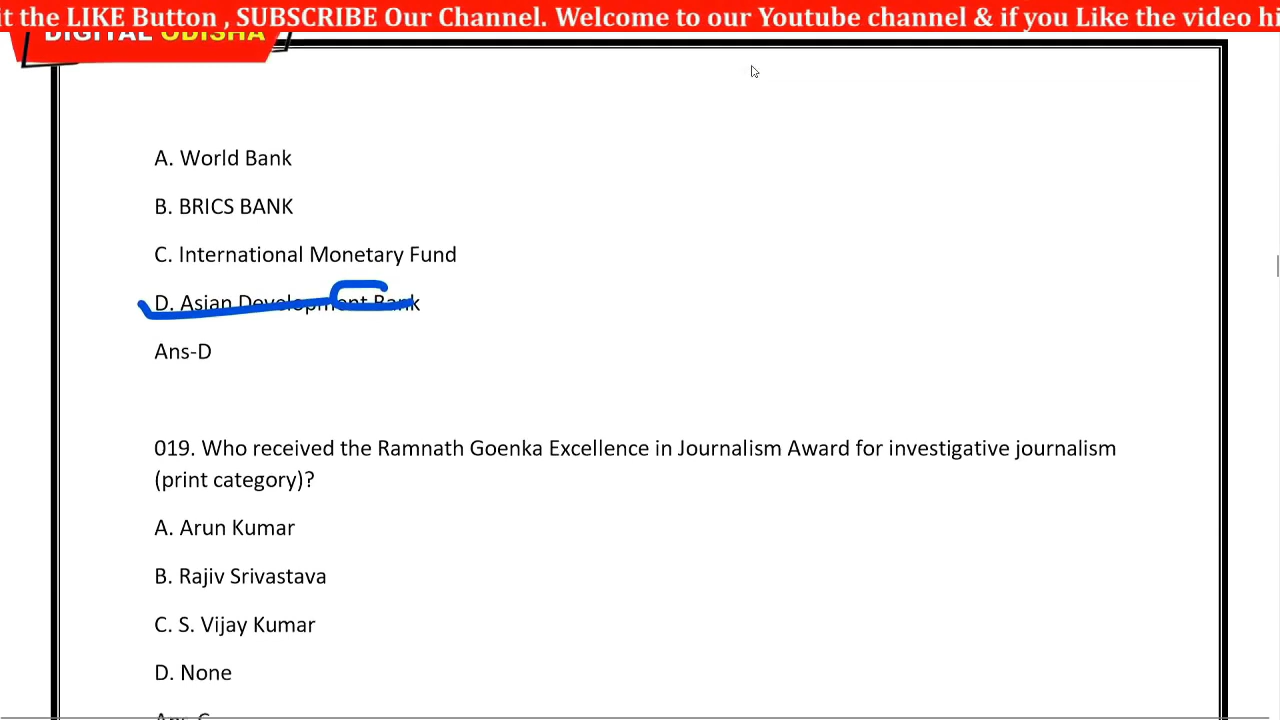 it the LIKE Button , SUBSCRIBE Our Channel. Welcome to our Youtube channel & if you Like the video hi
DIGITAL ODISHA
A. World Bank
B. BRICS BANK
C. International Monetary Fund
D. Asian Development Bank
Ans-D
019. Who received the Ramnath Goenka Excellence in Journalism Award for investigative journalism
(print category)?
A. Arun Kumar
B. Rajiv Srivastava
C. S. Vijay Kumar
D. None
Ans-C